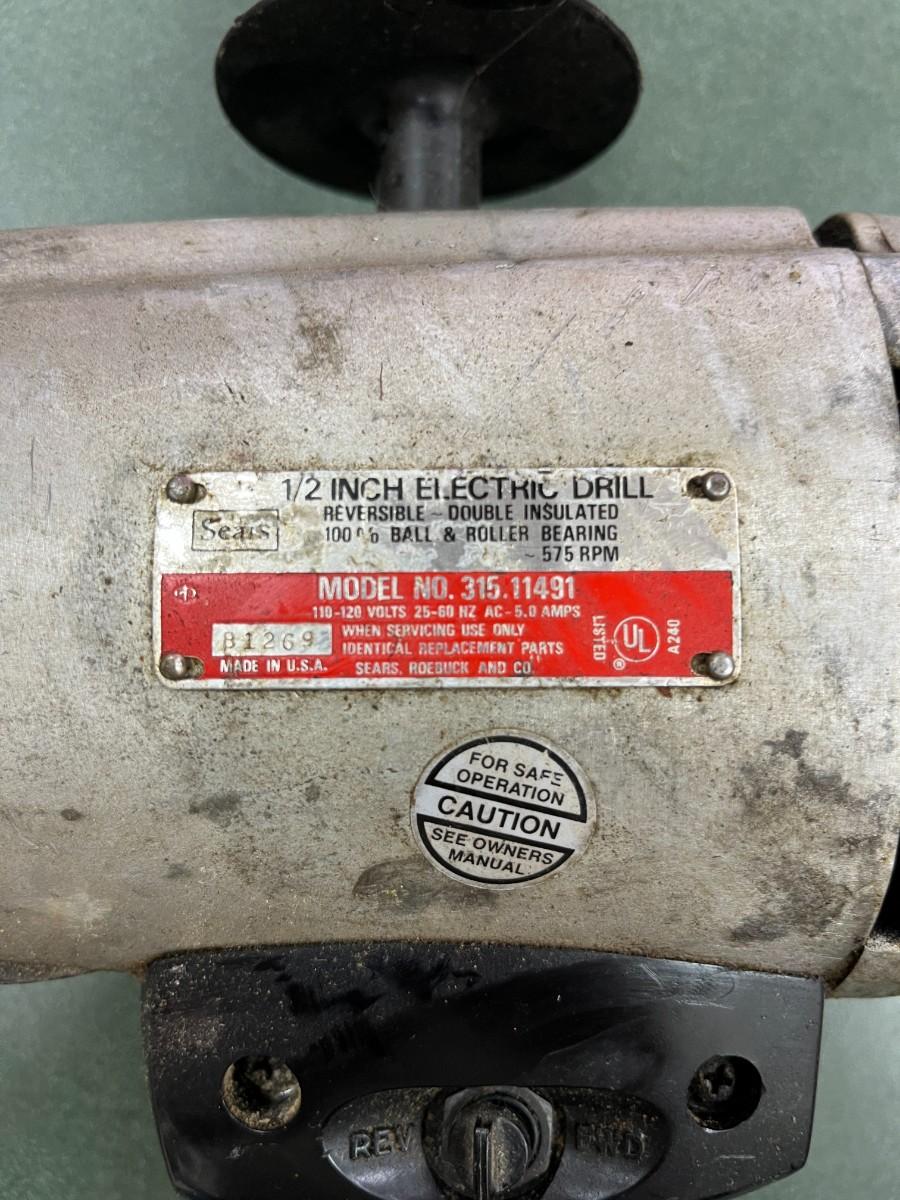 1/2 INCH ELECTRIC DRILL
REVERSIBLE - DOUBLE INSULATED
Sears
100% BALL & ROLLER BEARING
- 575 RPM
MODEL NO. 315.11491
110-120 VOLTS 25-60 HZ AC-5.0 AMPS
B1269
WHEN SERVICING USE ONLY
IDENTICAL REPLACEMENT PARTS
MADE IN U.S.A.
SEARS, ROEBUCK AND CO.
LISTED
UL
®
A240
FOR SAFE
OPERATION
CAUTION
SEE OWNERS
MANUAL.
REV FWD